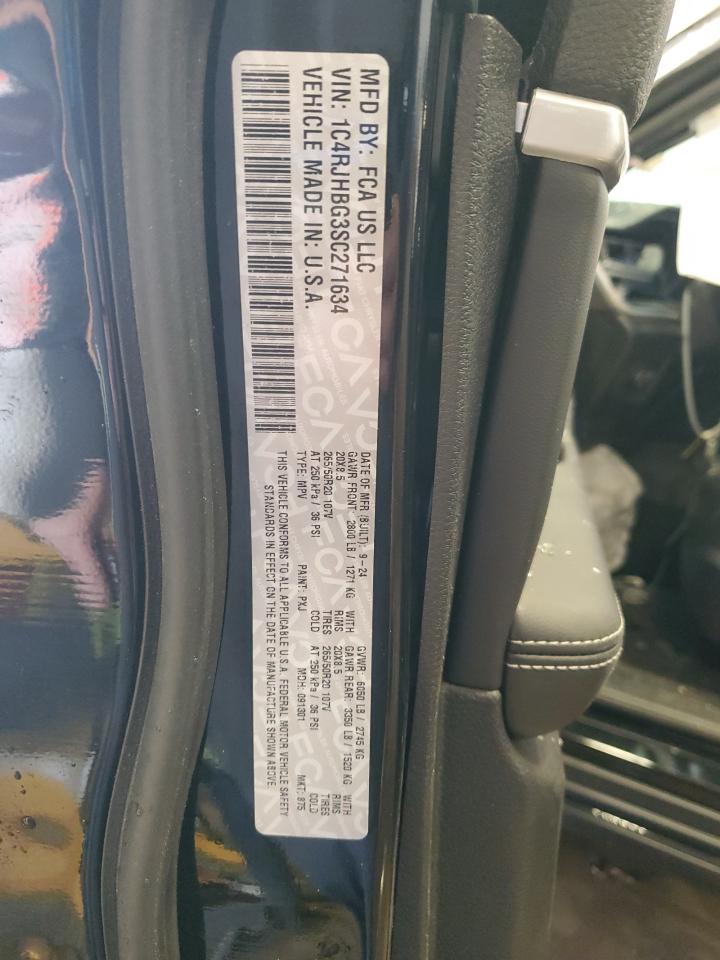 MFD BY: FCA US LLC
VIN: 1C4RJHBG3SC271634
VEHICLE MADE IN: U.S.A.
DATE OF MFR (BUILT): 9-24 GVWR: 6050 LB / 2745 KG
GAWR FRONT: 2800 LB / 1271 KG WITH GAWR REAR: 3350 LB / 1520 KG WITH
20X8.5 RIMS 20X8.5 RIMS
265/50R20 107V TIRES 265/50R20 107V TIRES
AT 250 kPa / 36 PSI COLD AT 250 kPa / 36 PSI COLD
TYPE: MPV PAINT: PXJ MDH: 091301 MKT: 875
THIS VEHICLE CONFORMS TO ALL APPLICABLE U.S.A. FEDERAL MOTOR VEHICLE SAFETY
STANDARDS IN EFFECT ON THE DATE OF MANUFACTURE SHOWN ABOVE.